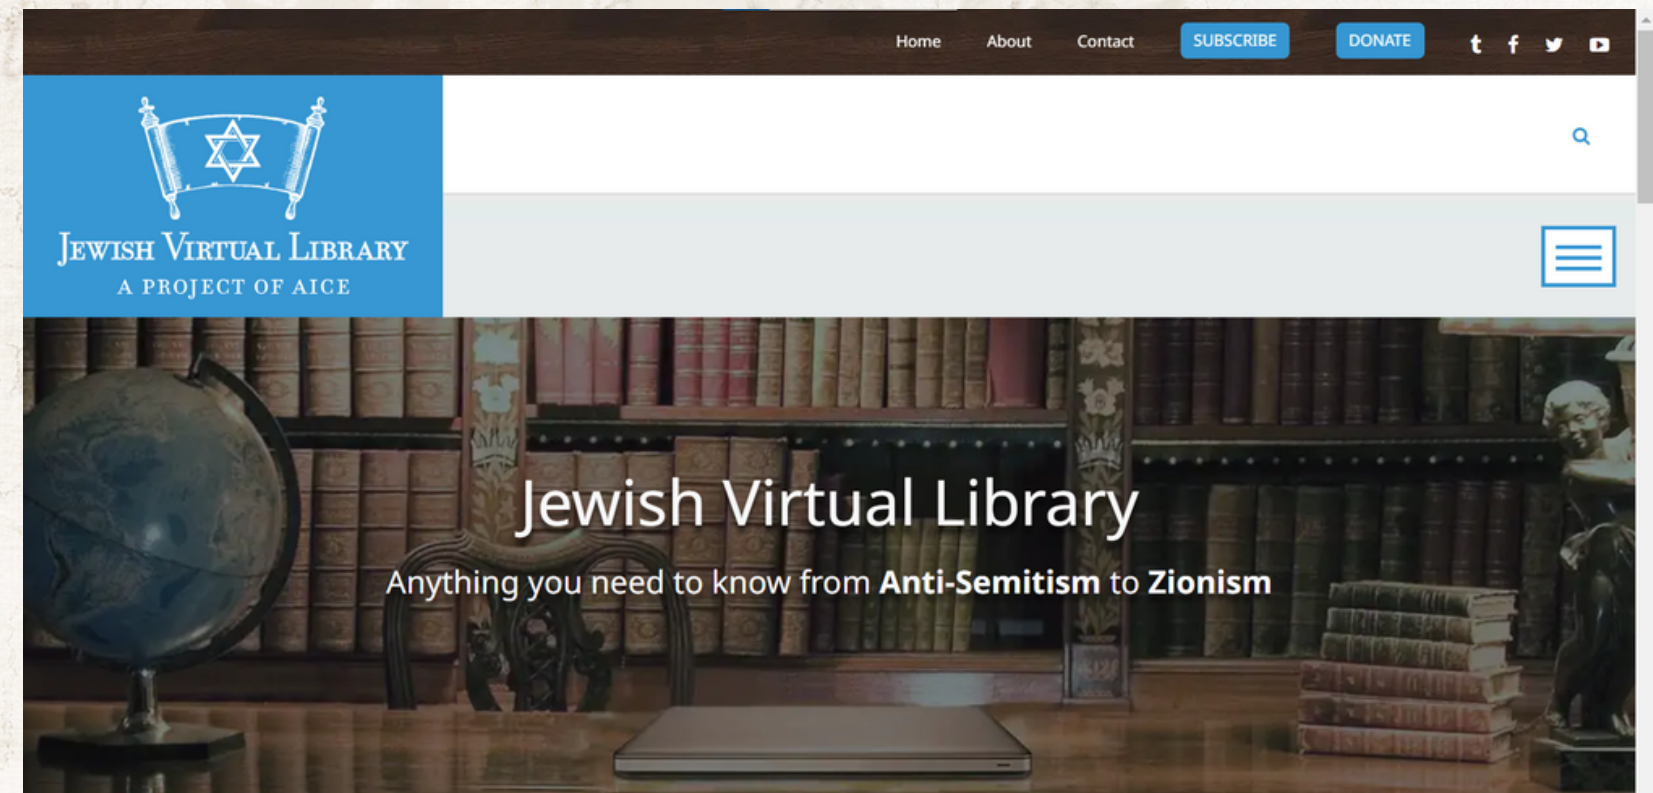 Home About Contact SUBSCRIBE DONATE
JEWISH VIRTUAL LIBRARY
A PROJECT OF AICE
Jewish Virtual Library
Anything you need to know from Anti-Semitism to Zionism